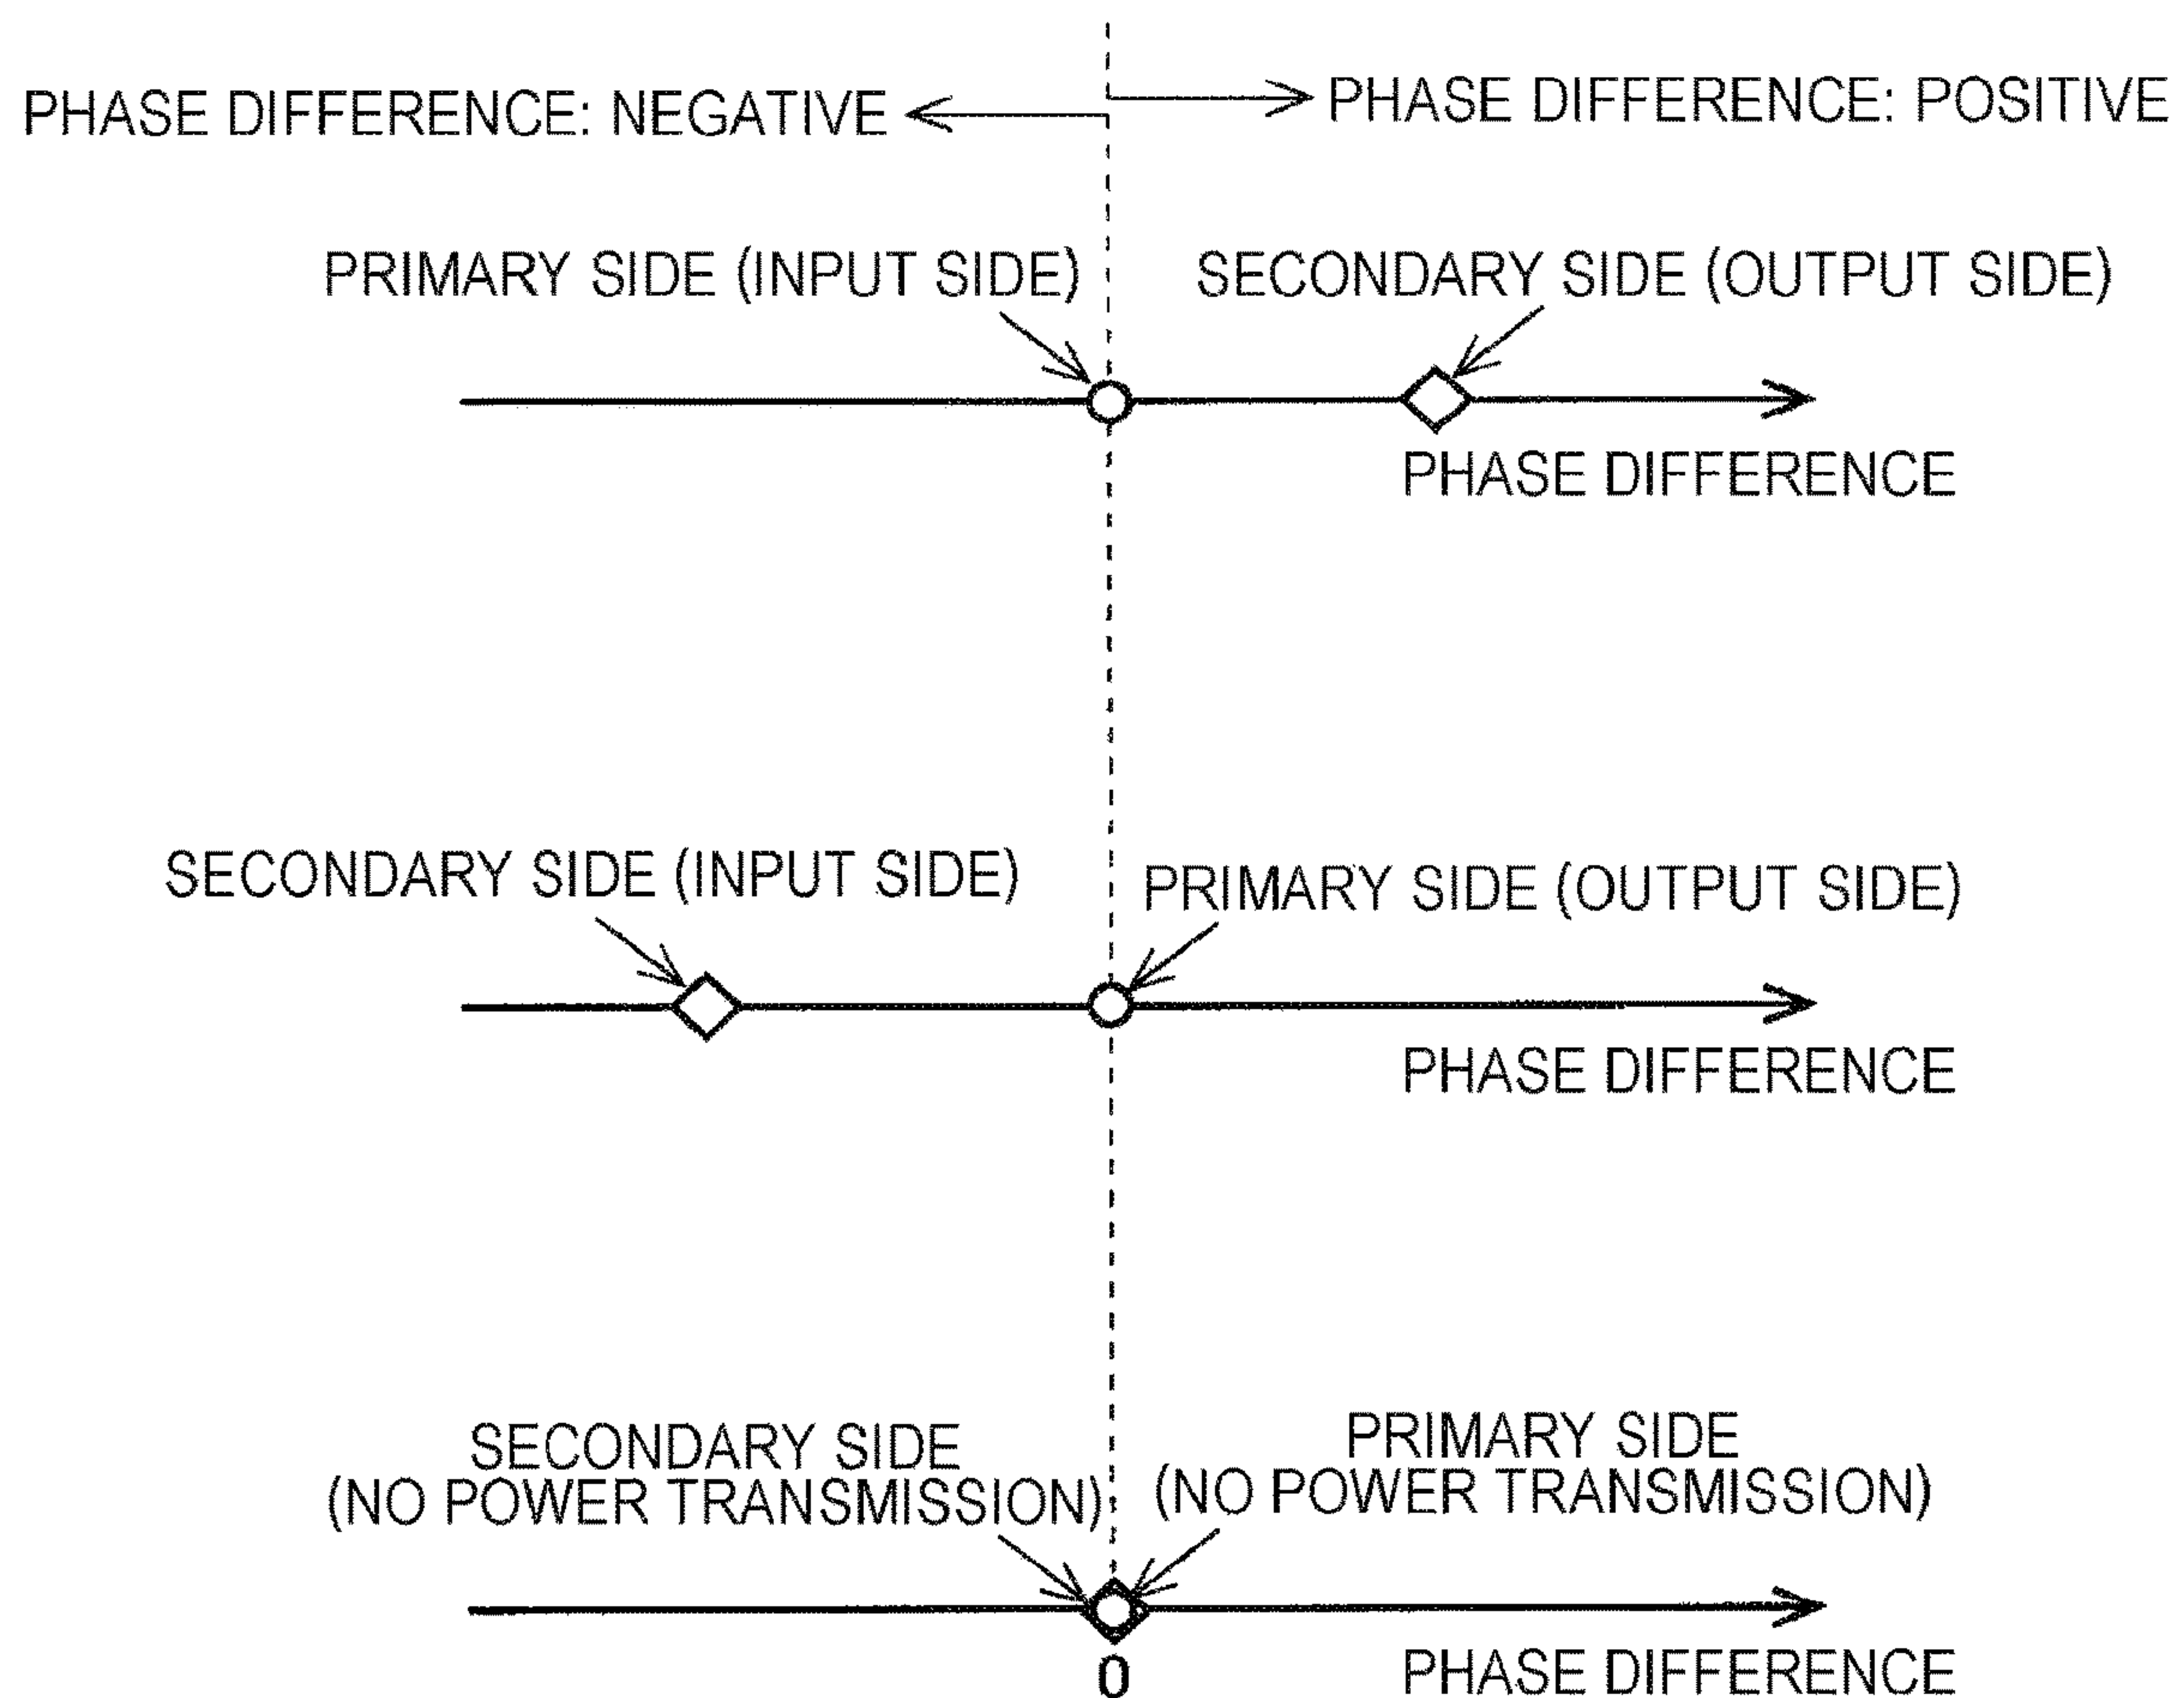 PHASE DIFFERENCE: NEGATIVE
PHASE DIFFERENCE: POSITIVE
PRIMARY SIDE (INPUT SIDE)
SECONDARY SIDE (OUTPUT SIDE)
PHASE DIFFERENCE
SECONDARY SIDE (INPUT SIDE)
PRIMARY SIDE (OUTPUT SIDE)
PHASE DIFFERENCE
SECONDARY SIDE
(NO POWER TRANSMISSION)
PRIMARY SIDE
(NO POWER TRANSMISSION)
0
PHASE DIFFERENCE